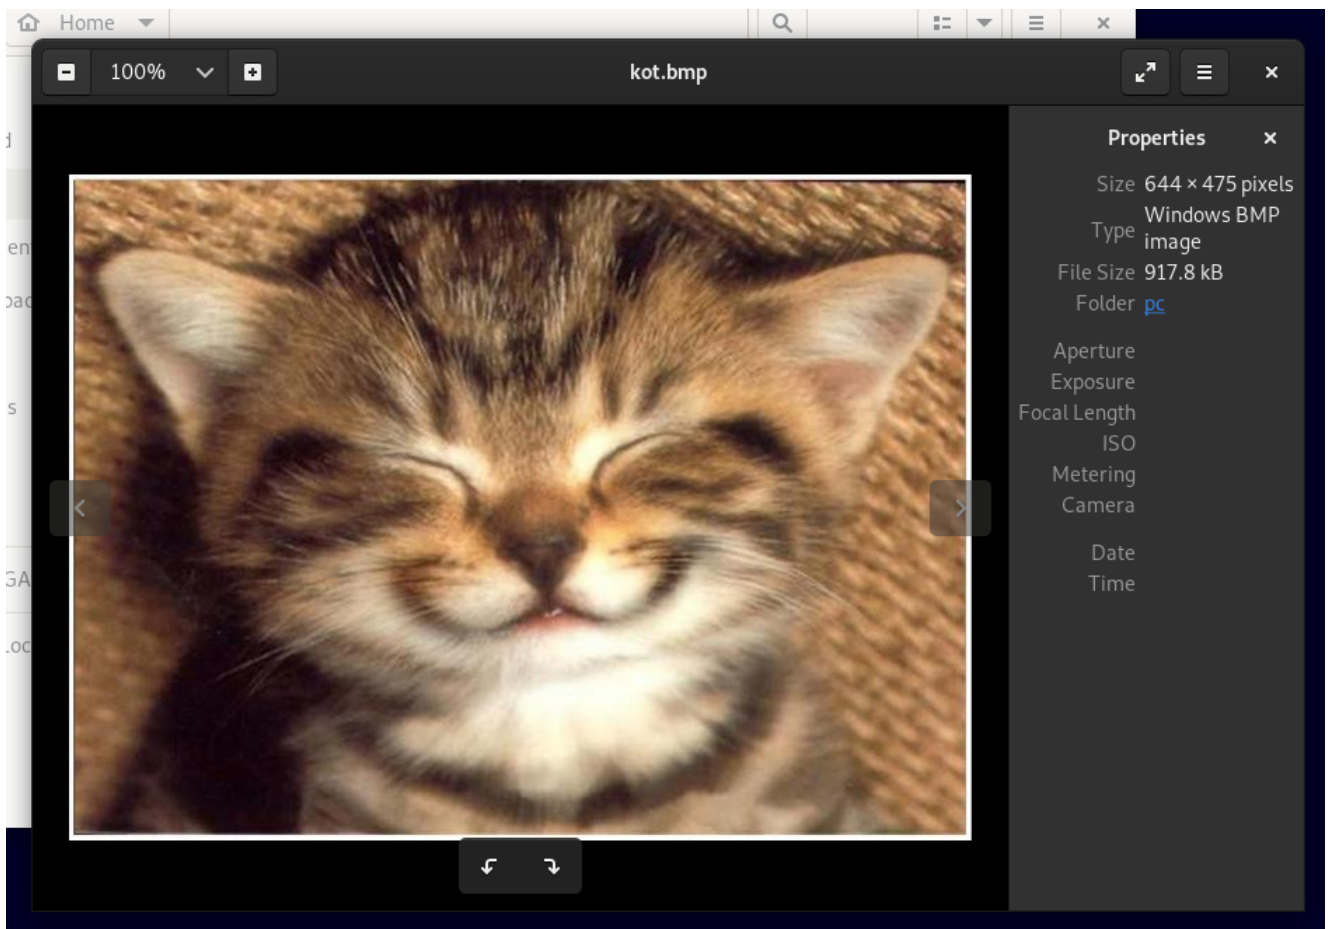 Home
100%
kot.bmp
Properties
Size 644 × 475 pixels
Type Windows BMP image
File Size 917.8 kB
Folder pc
Aperture
Exposure
Focal Length
ISO
Metering
Camera
Date
Time